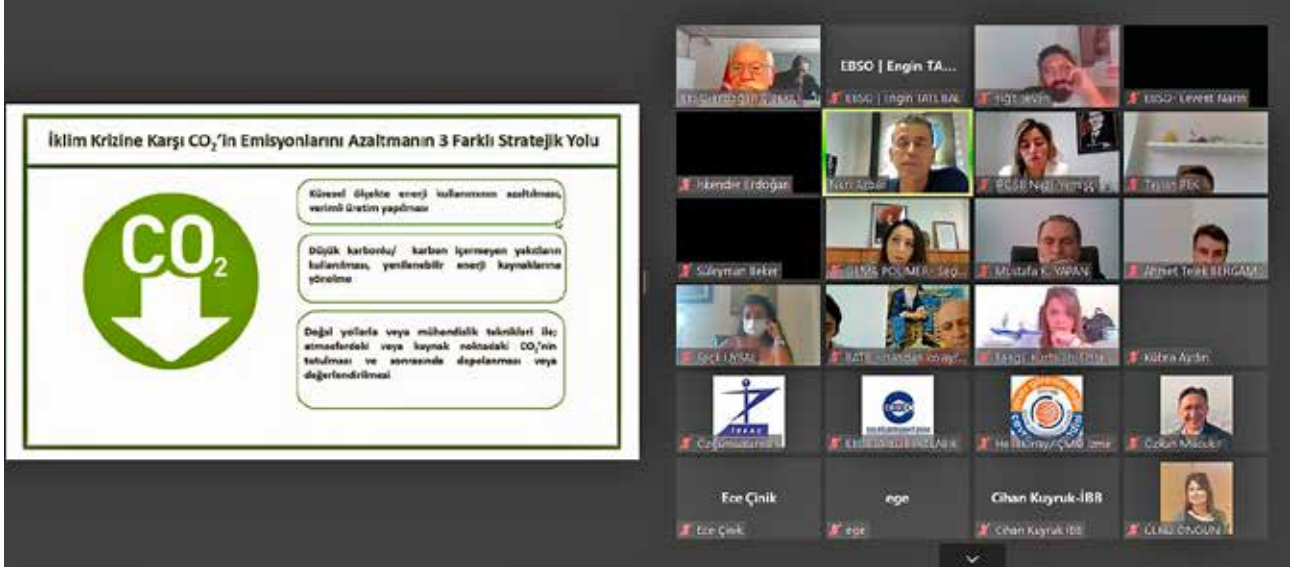 İklim Krizine Karşı CO₂'in Emisyonlarını Azaltmanın 3 Farklı Stratejik Yolu
CO₂
Küresel ölçekte enerji kullanımının azaltılması,
verimli üretim yapılması
Düşük karbonlu/ karbon içermeyen yakıtların
kullanılması, yenilenebilir enerji kaynaklarına
yönelme
Doğal yollarla veya mühendislik teknikleri ile;
atmosferdeki veya kaynak noktadaki CO₂'nin
tutulması ve sonrasında depolanması veya
değerlendirilmesi
EBSO | Engin TA...
EBSO | Engin TATLIBAL
EBSO- Levent Narin
İskender Erdoğan
Nuri Azbar
Süleyman Beker
Mustafa K. YAPAN
Seçil UYSAL
Kübra Aydın
Ece Çinik
ege
Cihan Kuyruk-İBB
Ece Çinik
ege
Cihan Kuyruk-İBB